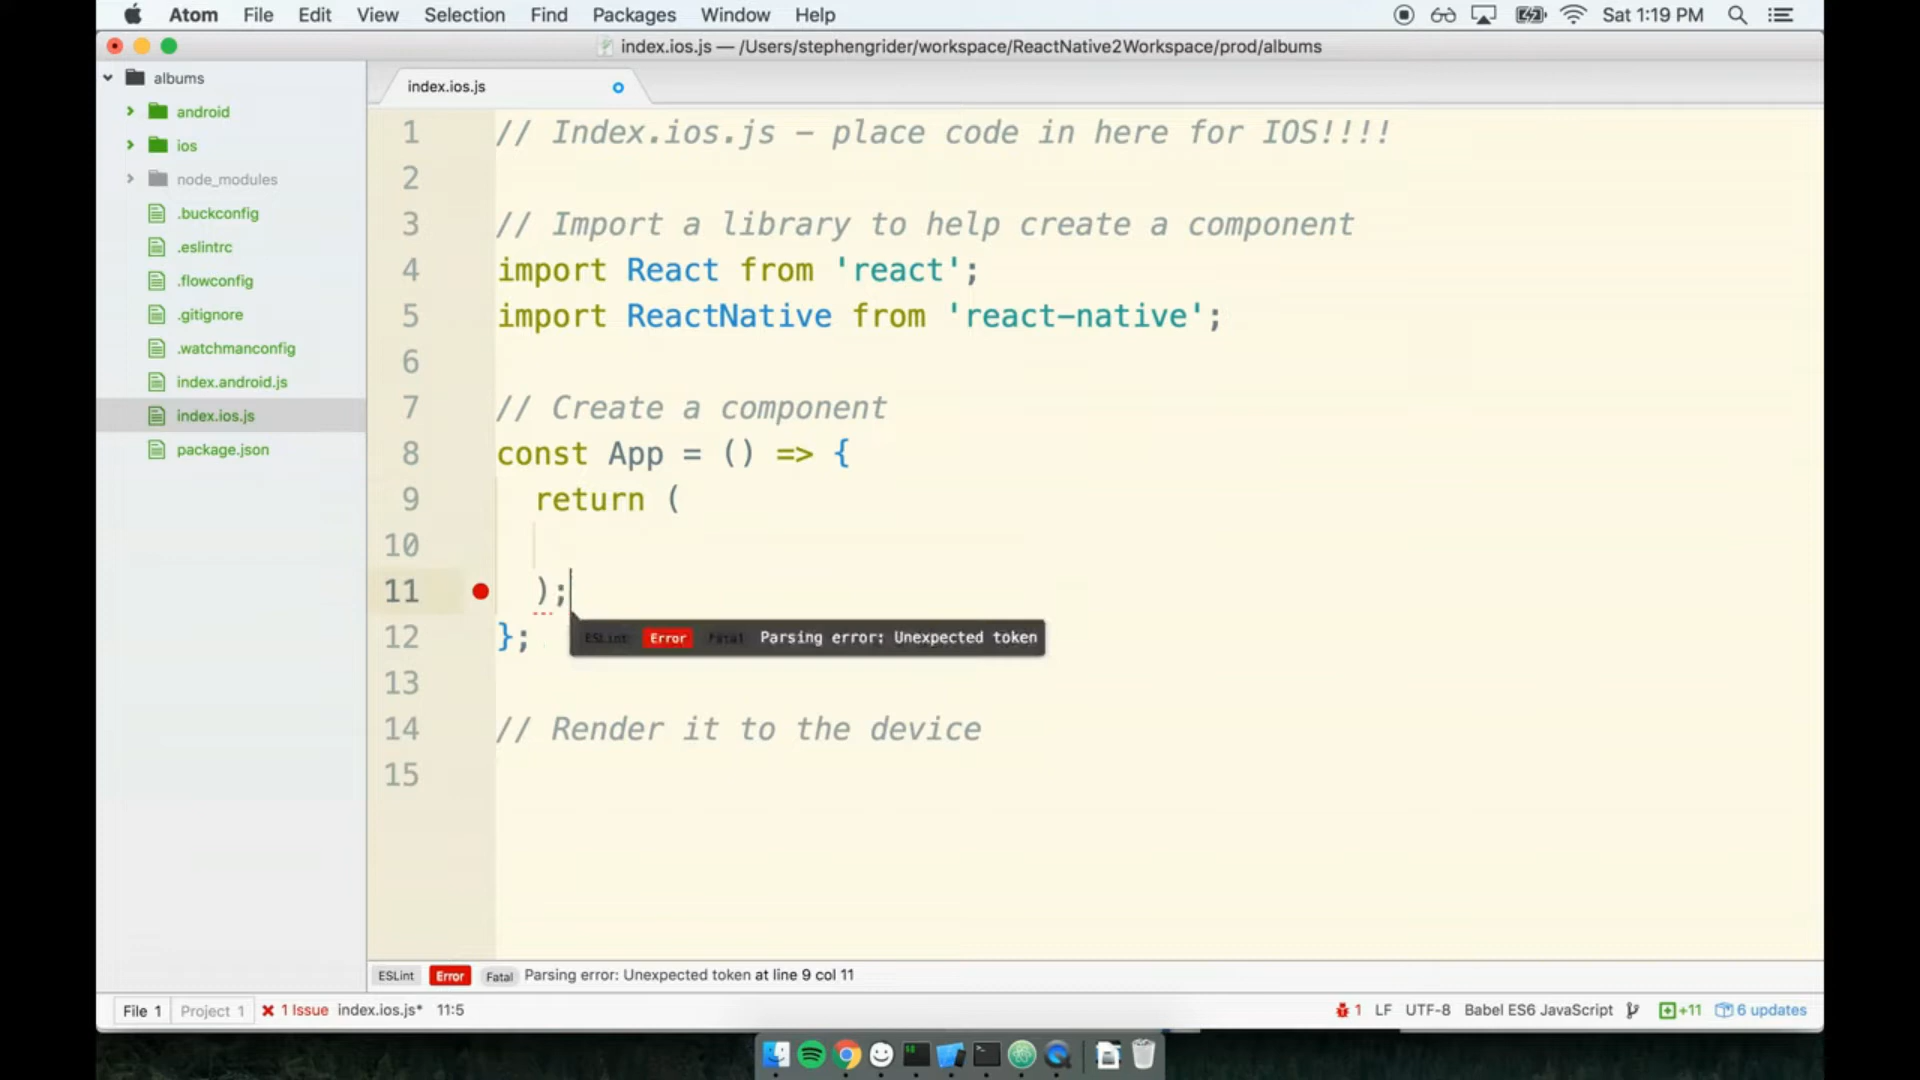 Atom File Edit View Selection Find Packages Window Help Sat 1:19 PM
index.ios.js — /Users/stephengrider/workspace/ReactNative2Workspace/prod/albums
albums
android
ios
node_modules
.buckconfig
.eslintrc
.flowconfig
.gitignore
.watchmanconfig
index.android.js
index.ios.js
package.json
index.ios.js
1 // Index.ios.js - place code in here for IOS!!!!
2
3 // Import a library to help create a component
4 import React from 'react';
5 import ReactNative from 'react-native';
6
7 // Create a component
8 const App = () => {
9 return (
10
11 );
12 };
ESLint Error Fatal Parsing error: Unexpected token
13
14 // Render it to the device
15
ESLint Error Fatal Parsing error: Unexpected token at line 9 col 11
File 1 Project 1 1 Issue index.ios.js* 11:5 1 LF UTF-8 Babel ES6 JavaScript +11 6 updates